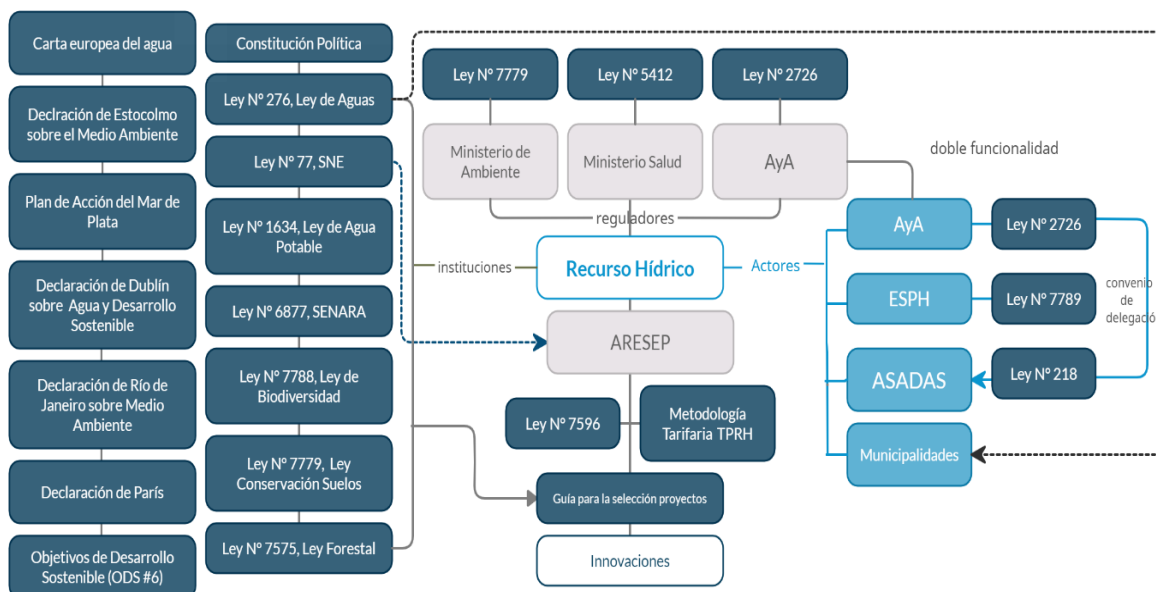 Carta europea del agua
Declración de Estocolmo
sobre el Medio Ambiente
Plan de Acción del Mar de
Plata
Declaración de Dublín
sobre Agua y Desarrollo
Sostenible
Declaración de Río de
Janeiro sobre Medio
Ambiente
Declaración de París
Objetivos de Desarrollo
Sostenible (ODS #6)
Constitución Política
Ley N° 276, Ley de Aguas
Ley N° 77, SNE
Ley N° 1634, Ley de Agua
Potable
Ley N° 6877, SENARA
Ley N° 7788, Ley de
Biodiversidad
Ley N° 7779, Ley
Conservación Suelos
Ley N° 7575, Ley Forestal
Ley N° 7779
Ley N° 5412
Ley N° 2726
Ministerio de
Ambiente
Ministerio Salud
AyA
reguladores
instituciones
Recurso Hídrico
Actores
ARESEP
Ley N° 7596
Metodología
Tarifaria TPRH
Guía para la selección proyectos
Innovaciones
doble funcionalidad
AyA
Ley N° 2726
ESPH
Ley N° 7789
convenio
de
delegació
ASADAS
Ley N° 218
Municipalidades